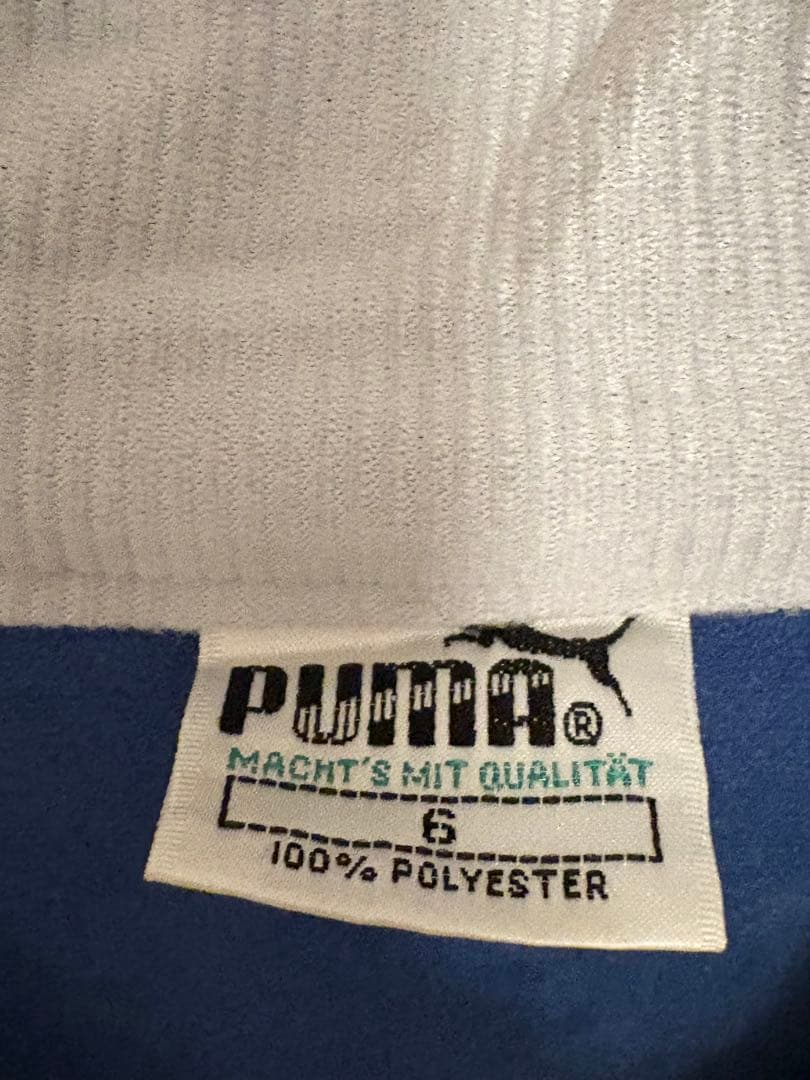 PUMA®
MACHT'S MIT QUALITÄT
6
100% POLYESTER